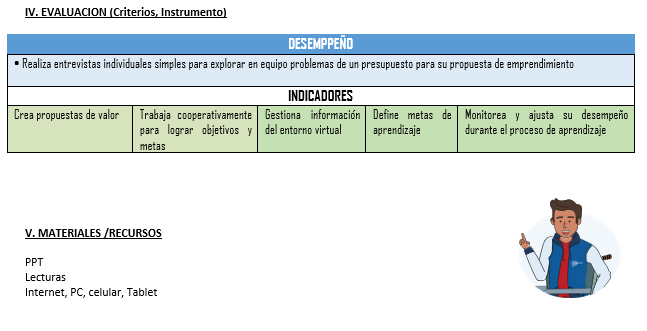 IV. EVALUACION (Criterios, Instrumento)
DESEMPPEÑO
• Realiza entrevistas individuales simples para explorar en equipo problemas de un presupuesto para su propuesta de emprendimiento
INDICADORES
Crea propuestas de valor
Trabaja cooperativamente
para lograr objetivos y
metas
Gestiona información
del entorno virtual
Define metas de
aprendizaje
Monitorea y ajusta su desempeño
durante el proceso de aprendizaje
V. MATERIALES /RECURSOS
PPT
Lecturas
Internet, PC, celular, Tablet